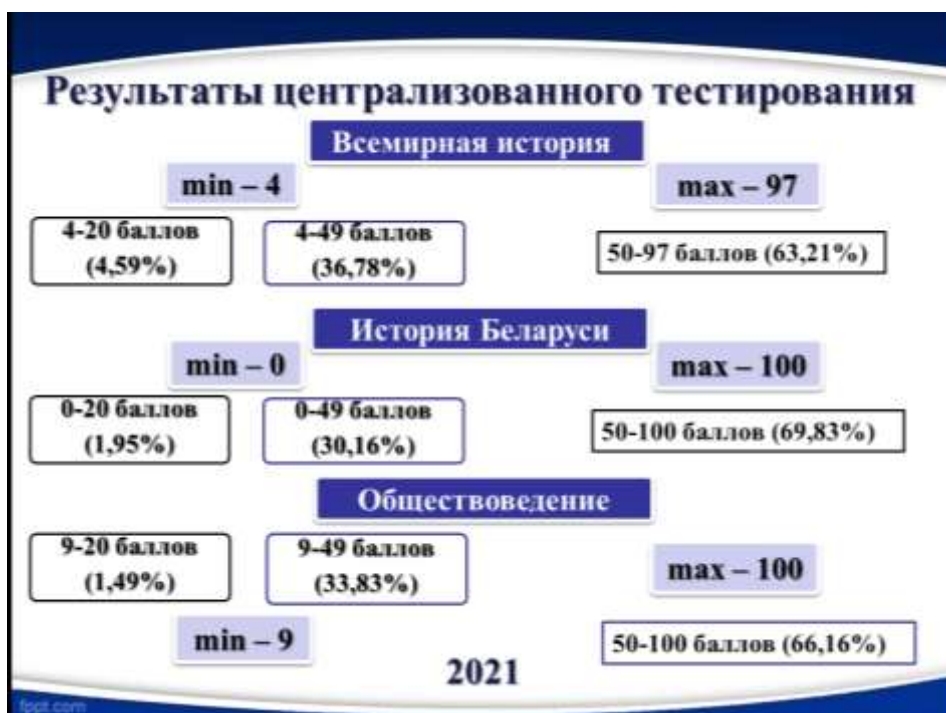 Результаты централизованного тестирования
Всемирная история
min – 4
max – 97
4-20 баллов
(4,59%)
4-49 баллов
(36,78%)
50-97 баллов (63,21%)
История Беларуси
min – 0
max – 100
0-20 баллов
(1,95%)
0-49 баллов
(30,16%)
50-100 баллов (69,83%)
Обществоведение
9-20 баллов
(1,49%)
9-49 баллов
(33,83%)
max – 100
min – 9
50-100 баллов (66,16%)
2021
fppt.com